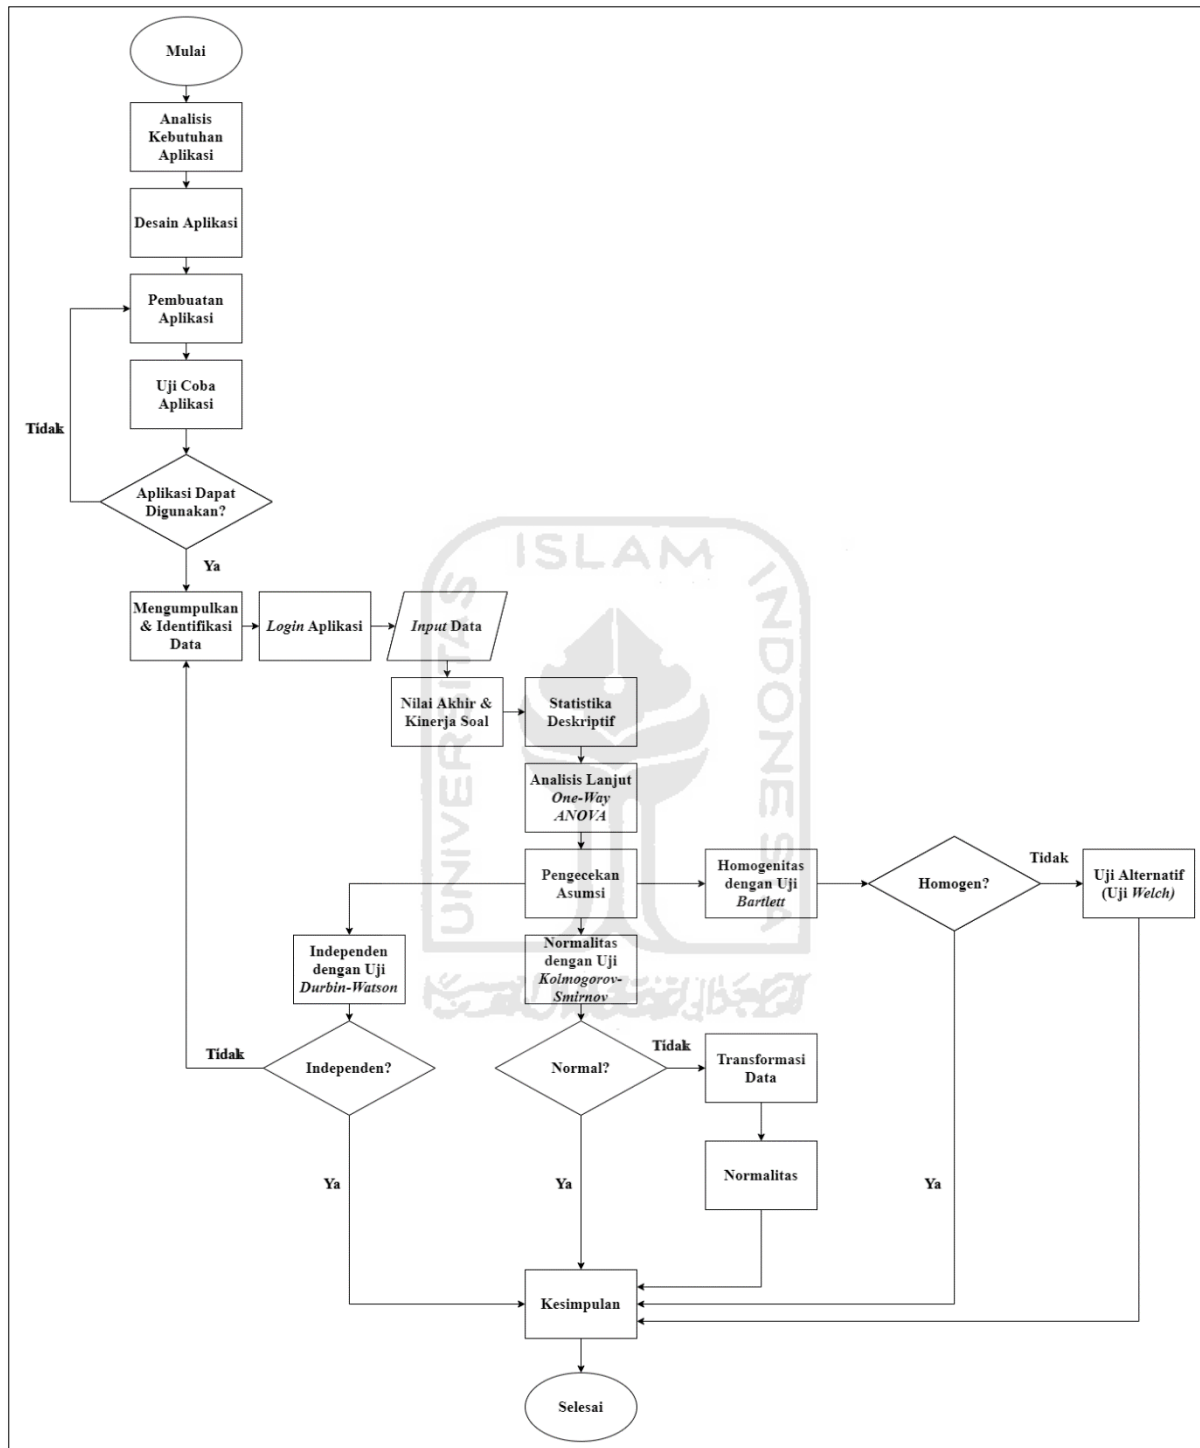 Mulai
Analisis
Kebutuhan
Aplikasi
Desain Aplikasi
Pembuatan
Aplikasi
Uji Coba
Aplikasi
Tidak
Aplikasi Dapat
Digunakan?
Ya
Mengumpulkan
& Identifikasi
Data
Login Aplikasi
Input Data
Nilai Akhir &
Kinerja Soal
Statistika
Deskriptif
Analisis Lanjut
One-Way
ANOVA
Pengecekan
Asumsi
Homogenitas
dengan Uji
Bartlett
Homogen?
Tidak
Uji Alternatif
(Uji Welch)
Independen
dengan Uji
Durbin-Watson
Normalitas
dengan Uji
Kolmogorov-
Smirnov
Tidak
Independen?
Normal?
Tidak
Transformasi
Data
Normalitas
Ya
Ya
Ya
Kesimpulan
Selesai
UNIVERSITAS
ISLAM
INDONESIA